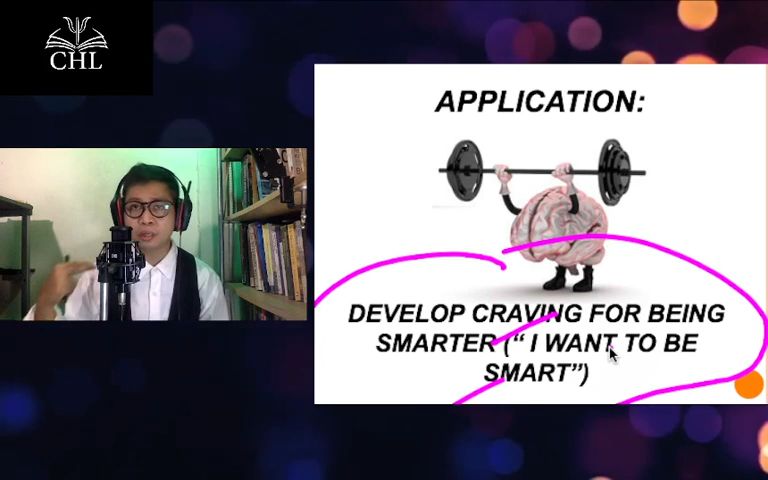 CHL
APPLICATION:
DEVELOP CRAVING FOR BEING
SMARTER (“ I WANT TO BE
SMART”)